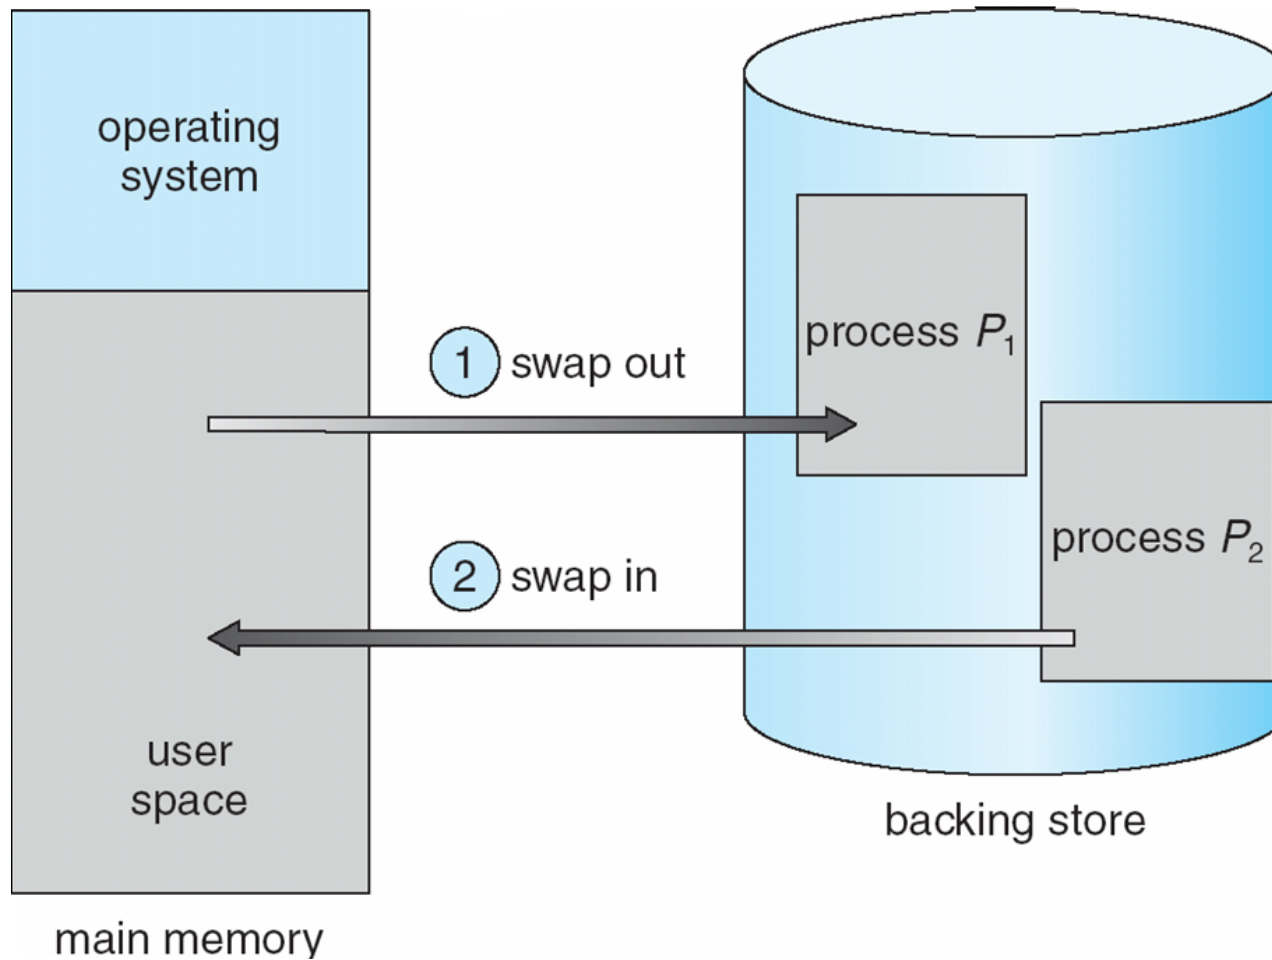 operating
system
1 swap out
process P₁
2 swap in
process P₂
user
space
backing store
main memory